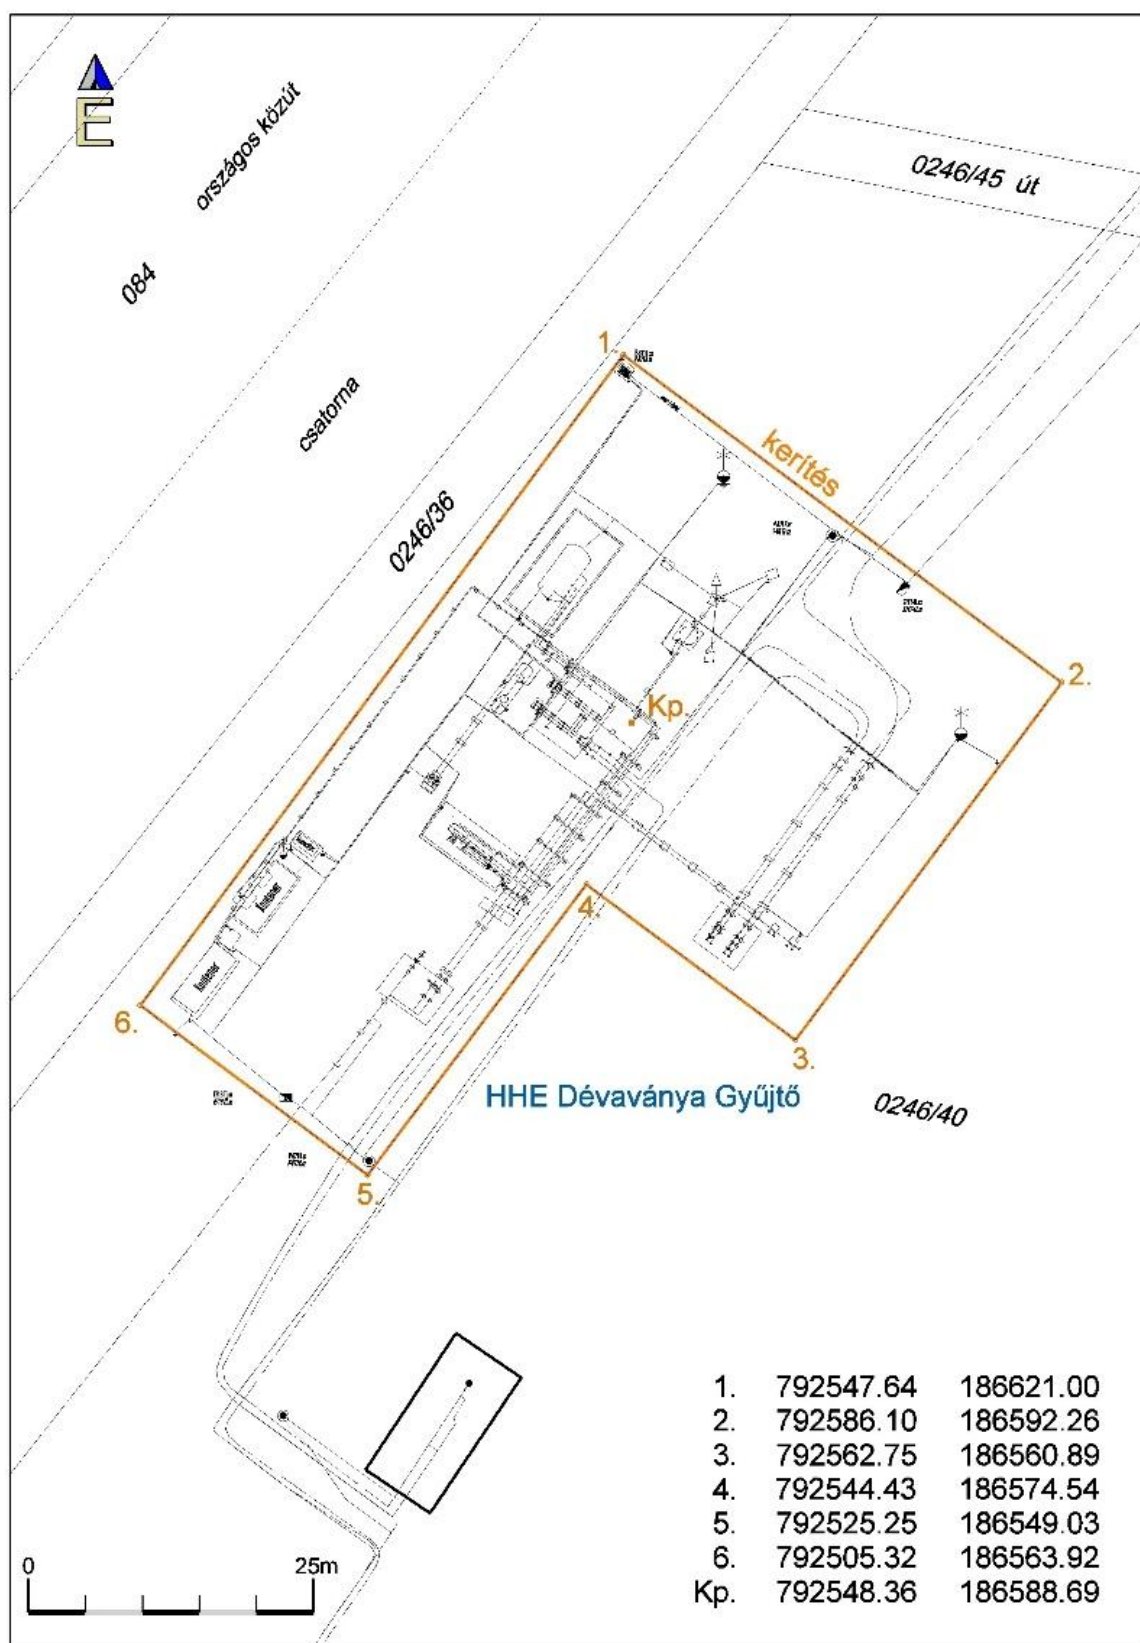 E
országos közút
0246/45 út
084
1.
csatorna
kerítés
0246/36
2.
Kp.
4.
6.
3.
HHE Dévaványa Gyűjtő
0246/40
5.
1. 792547.64 186621.00
2. 792586.10 186592.26
3. 792562.75 186560.89
4. 792544.43 186574.54
5. 792525.25 186549.03
6. 792505.32 186563.92
Kp. 792548.36 186588.69
0 25m